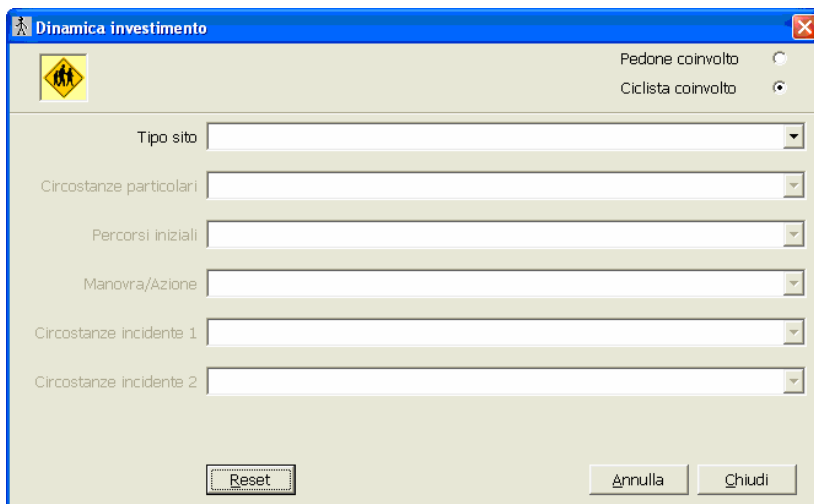 Dinamica investimento
Pedone coinvolto
Ciclista coinvolto
Tipo sito
Circostanze particolari
Percorsi iniziali
Manovra/Azione
Circostanze incidente 1
Circostanze incidente 2
Reset Annulla Chiudi